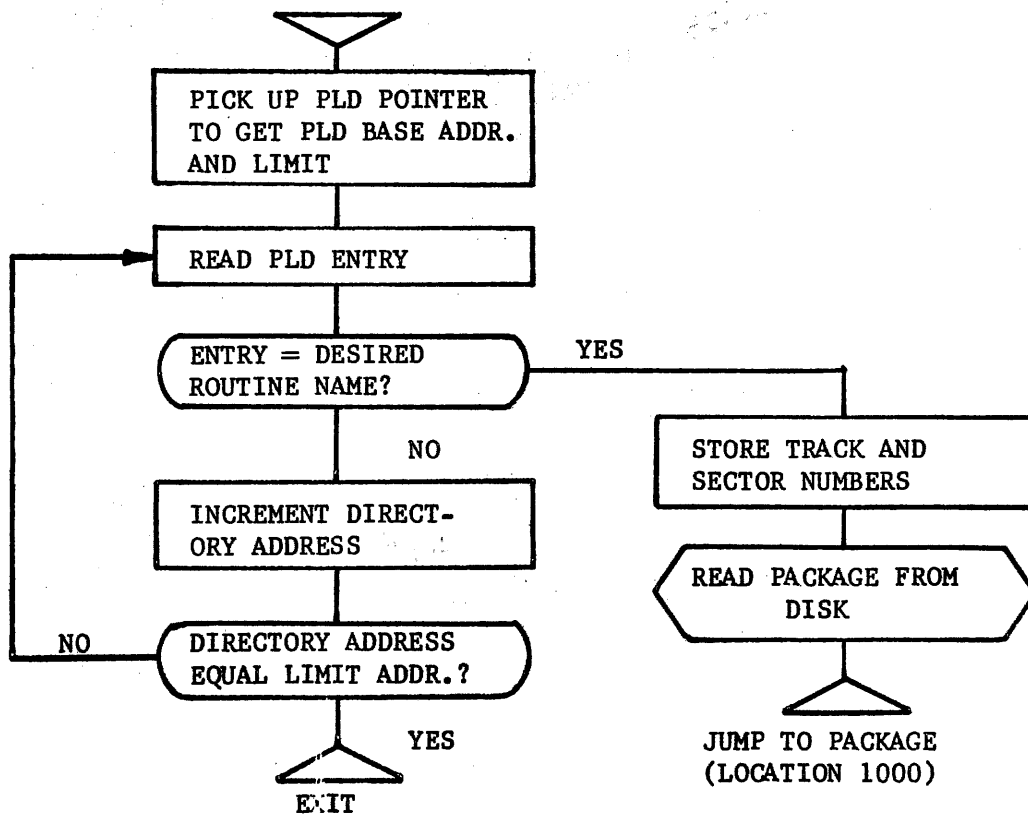 PICK UP PLD POINTER
TO GET PLD BASE ADDR.
AND LIMIT
READ PLD ENTRY
ENTRY = DESIRED
ROUTINE NAME?
YES
NO
INCREMENT DIRECT-
ORY ADDRESS
DIRECTORY ADDRESS
EQUAL LIMIT ADDR.?
NO
YES
EXIT
STORE TRACK AND
SECTOR NUMBERS
READ PACKAGE FROM
DISK
JUMP TO PACKAGE
(LOCATION 1000)